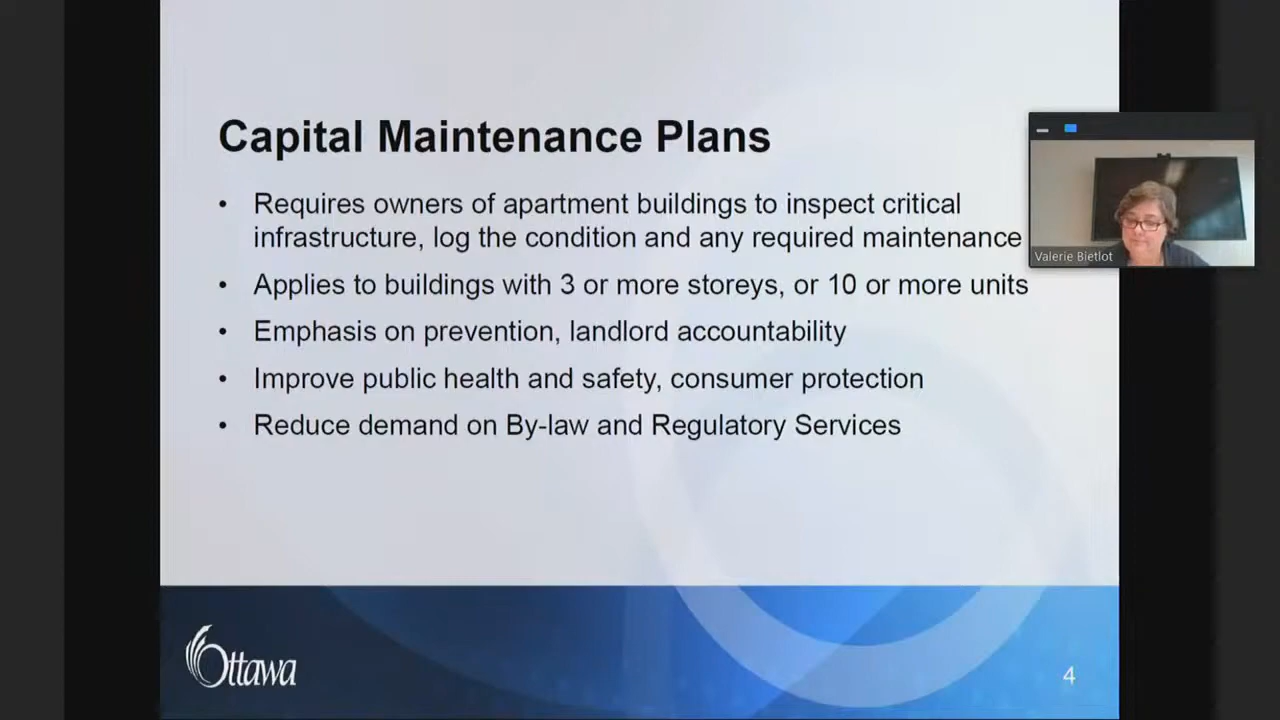 Capital Maintenance Plans
• Requires owners of apartment buildings to inspect critical
infrastructure, log the condition and any required maintenance
• Applies to buildings with 3 or more storeys, or 10 or more units
• Emphasis on prevention, landlord accountability
• Improve public health and safety, consumer protection
• Reduce demand on By-law and Regulatory Services
Valerie Bietlot
Ottawa
4